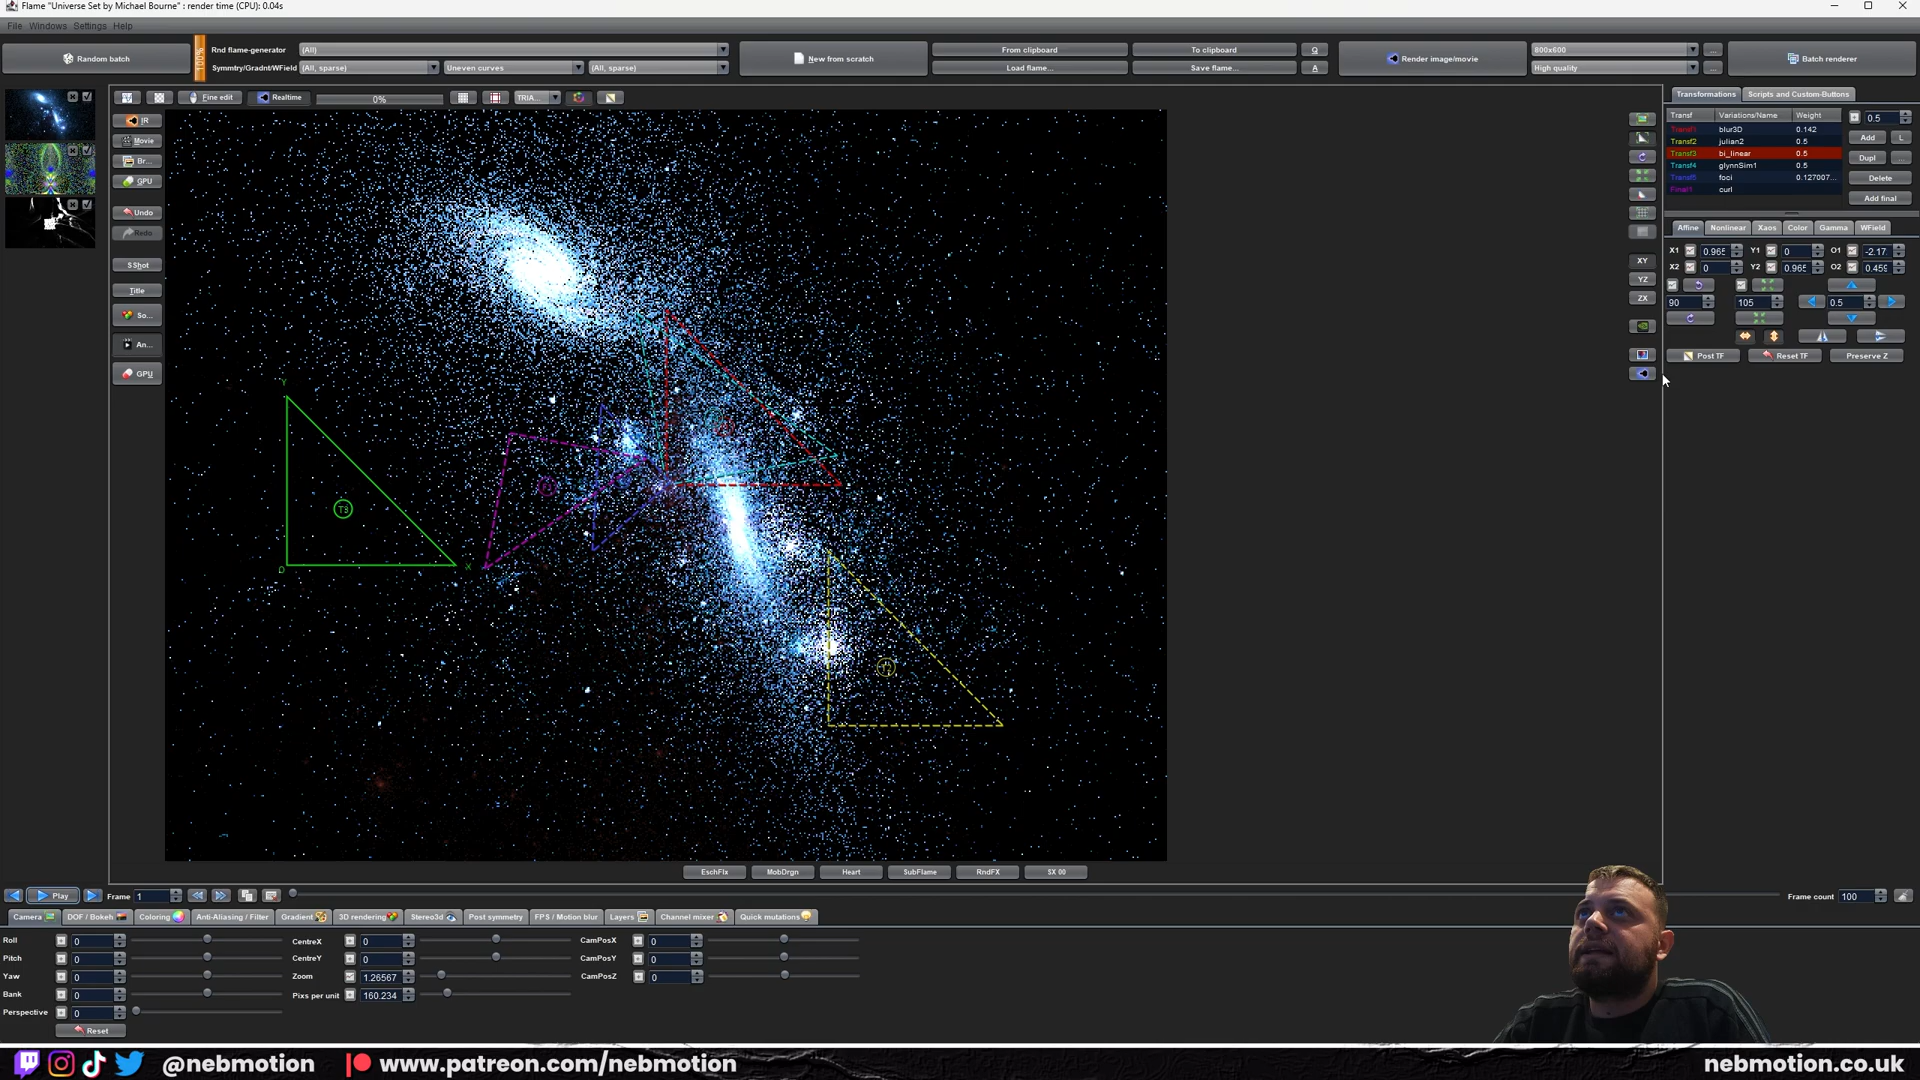 Flame "Universe Set by Michael Bourne" : render time (CPU): 0.04s
File Windows Settings Help
Random batch
100%
Rnd flame-generator (All)
Symmtry/Gradnt/WField (All, sparse) Uneven curves (All, sparse)
New from scratch
From clipboard To clipboard Q
Load flame... Save flame... A
Render image/movie
800x600 ...
High quality ...
Batch renderer
Fine edit Realtime 0% TRIA...
IR
Movie
Br...
GPU
Undo
Redo
SShot
Title
So...
An...
GPU
Y
T3
O X
XY
YZ
ZX
Transformations Scripts and Custom-Buttons
Transf Variations/Name Weight
Transf1 blur3D 0.142
Transf2 julian2 0.5
Transf3 bi_linear 0.5
Transf4 glynnSim1 0.5
Transf5 foci 0.127007...
Final1 curl
0.5
Add L
Dupl ...
Delete
Add final
Affine Nonlinear Xaos Color Gamma WField
X1 0.965 Y1 0 O1 -2.17
X2 0 Y2 0.965 O2 0.459
90 105 0.5
Post TF Reset TF Preserve Z
EschFlx MobDrgn Heart SubFlame RndFX SX 00
Play Frame 1 Frame count 100
Camera DOF / Bokeh Coloring Anti-Aliasing / Filter Gradient 3D rendering Stereo3d Post symmetry FPS / Motion blur Layers Channel mixer Quick mutations
Roll 0 CentreX 0 CamPosX 0
Pitch 0 CentreY 0 CamPosY 0
Yaw 0 Zoom 1.26567 CamPosZ 0
Bank 0 Pixs per unit 160.234
Perspective 0
Reset
@nebmotion www.patreon.com/nebmotion nebmotion.co.uk